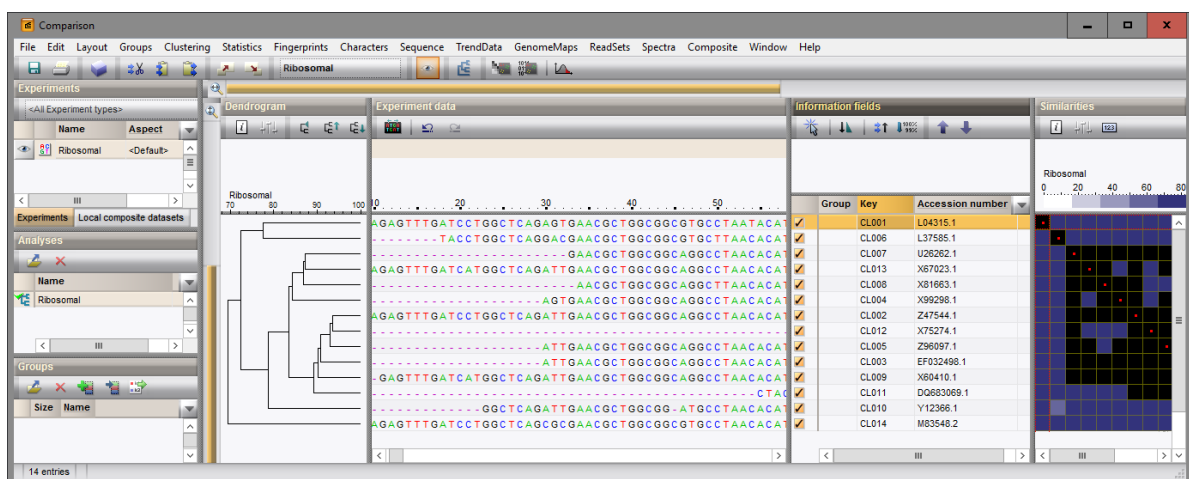 Comparison
File Edit Layout Groups Clustering Statistics Fingerprints Characters Sequence TrendData GenomeMaps ReadSets Spectra Composite Window Help
Ribosomal
Experiments
<All Experiment types>
Name Aspect
Ribosomal <Default>
Experiments Local composite datasets
Analyses
Name
Ribosomal
Groups
Size Name
14 entries
Dendrogram
Ribosomal
70 80 90 100
Experiment data
10 20 30 40 50
AGAGTTTGATCCTGGCTCAGAGTGAACGCTGGCGGCGTGCCTAATACAT
--------TACCTGGCTCAGGACGAACGCTGGCGGCGTGCTTAACACAT
-----------------------GAACGCTGGCGGCAGGCCTAACACAT
AGAGTTTGATCATGGCTCAGATTGAACGCTGGCGGCAGGCCTAACACAT
------------------------AACGCTGGCGGCAGGCTTAACACAT
--------------------AGTGAACGCTGGCGGCAGGCCTAACACAT
AGAGTTTGATCCTGGCTCAGATTGAACGCTGGCGGCAGGCCTAACACAT
--------------------ATTGAACGCTGGCGGCAGGCCTAACACAT
--------------------ATTGAACGCTGGCGGCAGGCCTAACACAT
-GAGTTTGATCATGGCTCAGATTGAACGCTGGCGGCAGGCCTAACACAT
CTAC
-------------GGCTCAGATTGAACGCTGGCGG-ATGCCTAACACAT
AGAGTTTGATCCTGGCTCAGCGCGAACGCTGGCGGCGTGCCTAACACAT
Information fields
Group Key Accession number
CL001 L04315.1
CL006 L37585.1
CL007 U26262.1
CL013 X67023.1
CL008 X81663.1
CL004 X99298.1
CL002 Z47544.1
CL012 X75274.1
CL005 Z96097.1
CL003 EF032498.1
CL009 X60410.1
CL011 DQ683069.1
CL010 Y12366.1
CL014 M83548.2
Similarities
123
Ribosomal
0 20 40 60 80